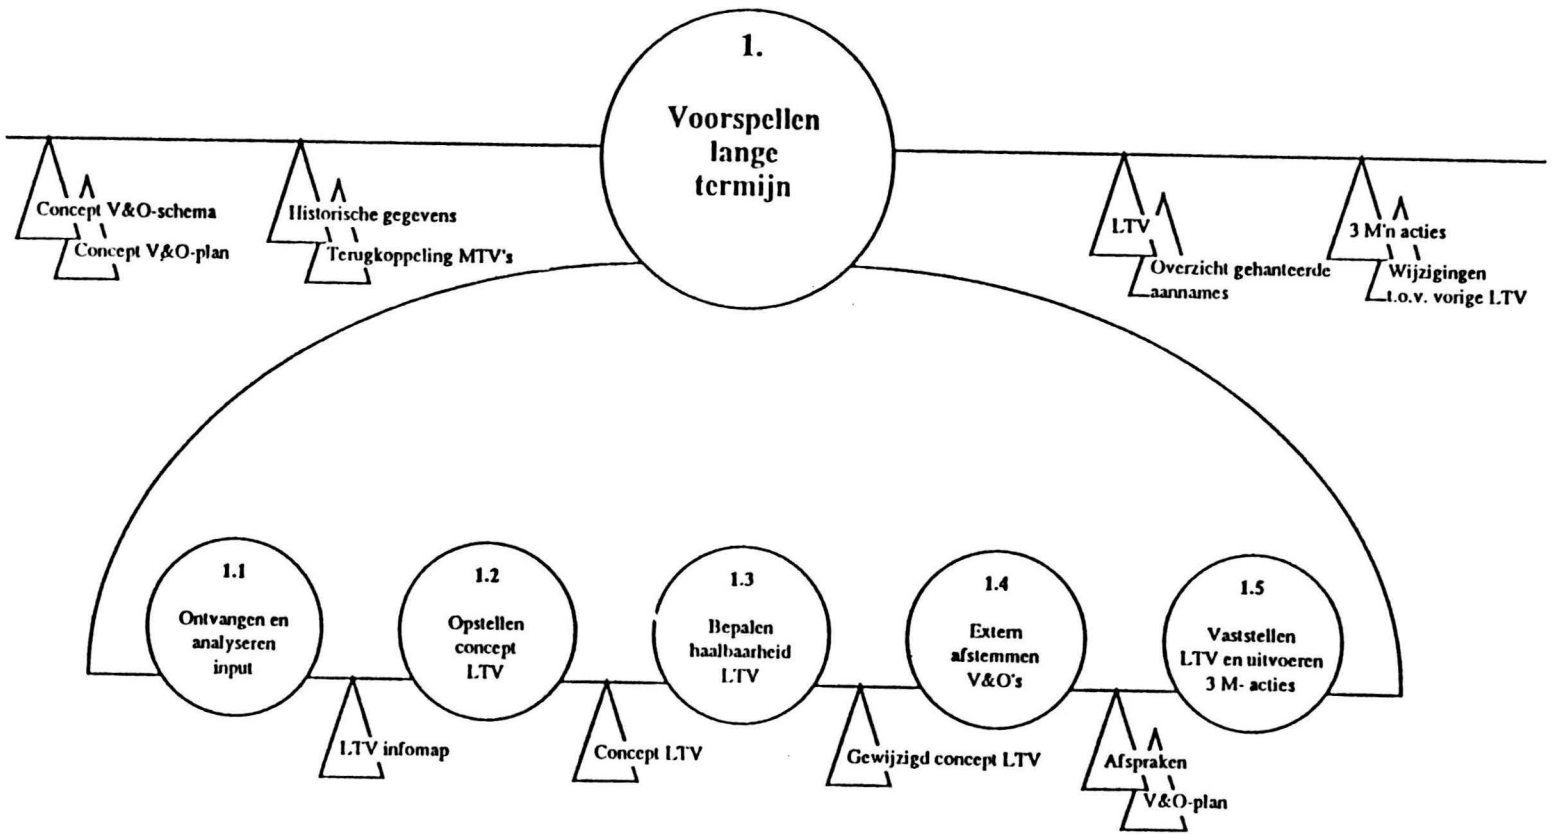 1.
Voorspellen
lange
termijn
Concept V&O-schema
Concept V&O-plan
Historische gegevens
Terugkoppeling MTV's
LTV
Overzicht gehanteerde
aannames
3 M'n acties
Wijzigingen
t.o.v. vorige LTV
1.1
Ontvangen en
analyseren
input
1.2
Opstellen
concept
LTV
1.3
Bepalen
haalbaarheid
LTV
1.4
Extern
afstemmen
V&O's
1.5
Vaststellen
LTV en uitvoeren
3 M- acties
LTV infomap
Concept LTV
Gewijzigd concept LTV
Afspraken
V&O-plan